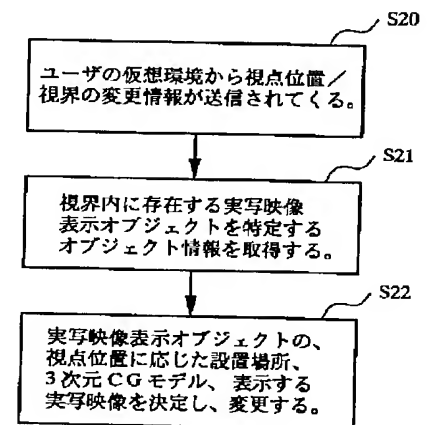 S20
ユーザの仮想環境から視点位置／
視界の変更情報が送信されてくる。
S21
視界内に存在する実写映像
表示オブジェクトを特定する
オブジェクト情報を取得する。
S22
実写映像表示オブジェクトの、
視点位置に応じた設置場所、
3次元CGモデル、表示する
実写映像を決定し、変更する。